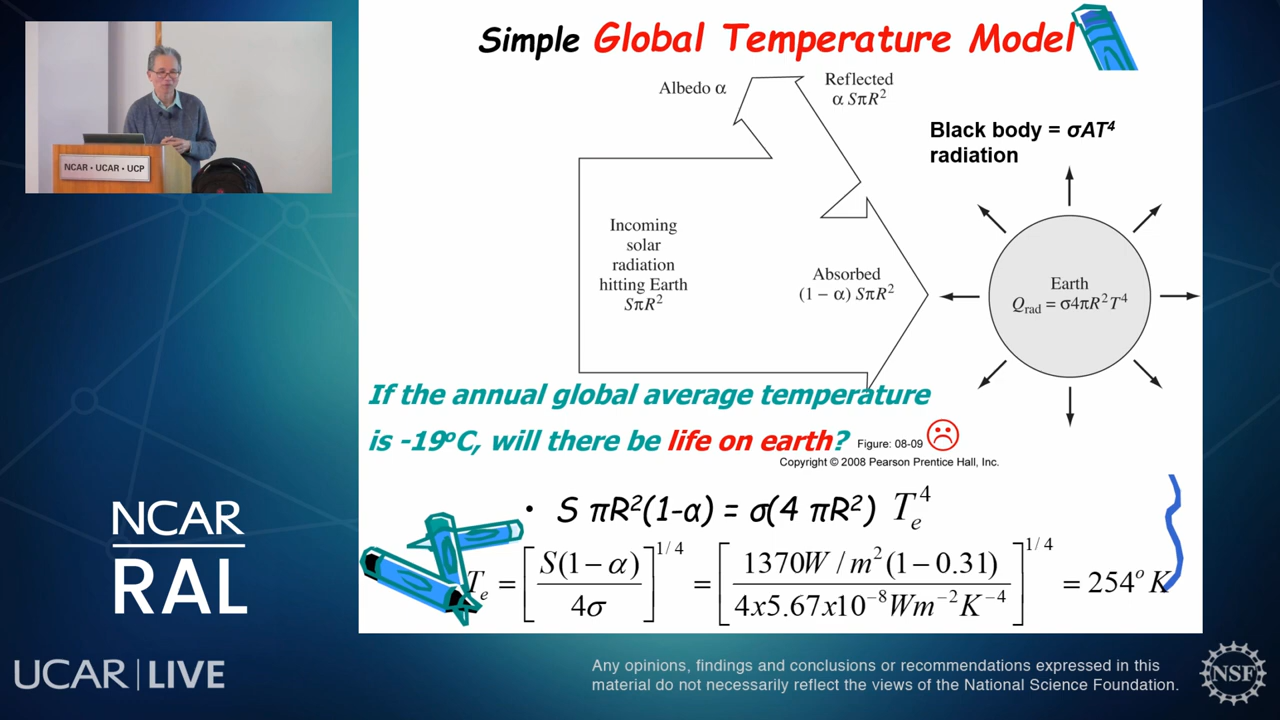 NCAR • UCAR • UCP
Simple Global Temperature Model
Albedo α
Reflected
α SπR²
Black body = σAT⁴
radiation
Incoming
solar
radiation
hitting Earth
SπR²
Absorbed
(1 − α) SπR²
Earth
Q_rad = σ4πR²T⁴
If the annual global average temperature
is -19°C, will there be life on earth?
Figure: 08-09
Copyright © 2008 Pearson Prentice Hall, Inc.
• S πR²(1-α) = σ(4 πR²) T_e⁴
T_e = [S(1−α) / 4σ]^1/4 = [1370W / m²(1−0.31) / 4x5.67x10⁻⁸Wm⁻²K⁻⁴]^1/4 = 254°K
NCAR
RAL
UCAR | LIVE
Any opinions, findings and conclusions or recommendations expressed in this
material do not necessarily reflect the views of the National Science Foundation.
NSF